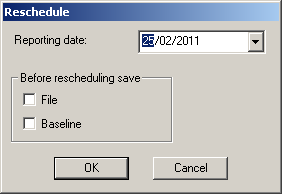 Reschedule
Reporting date: 25/02/2011
Before rescheduling save
File
Baseline
OK Cancel